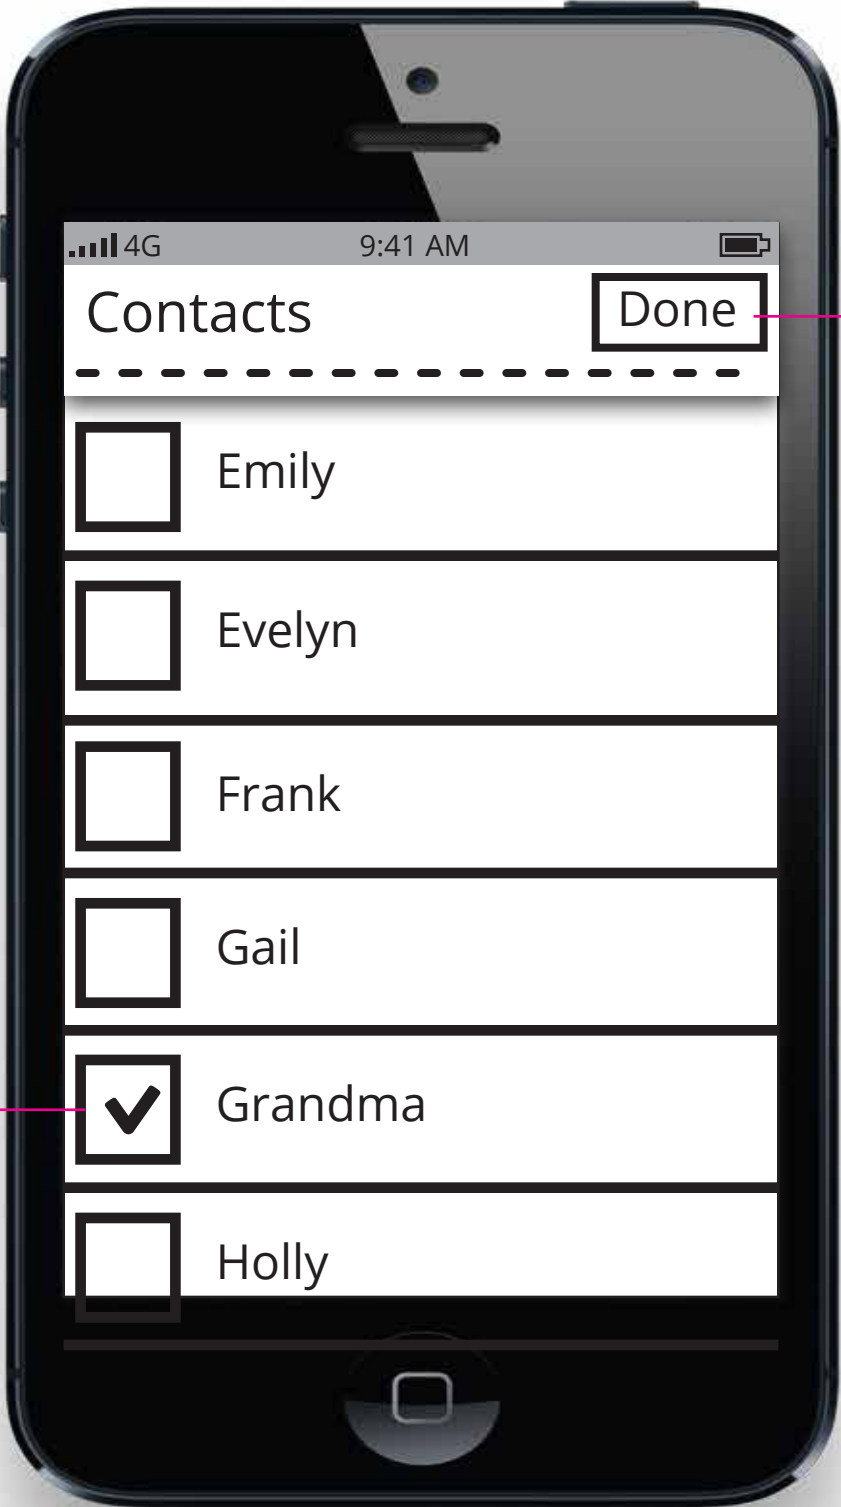 4G 9:41 AM
Contacts Done
Emily
Evelyn
Frank
Gail
Grandma
Holly